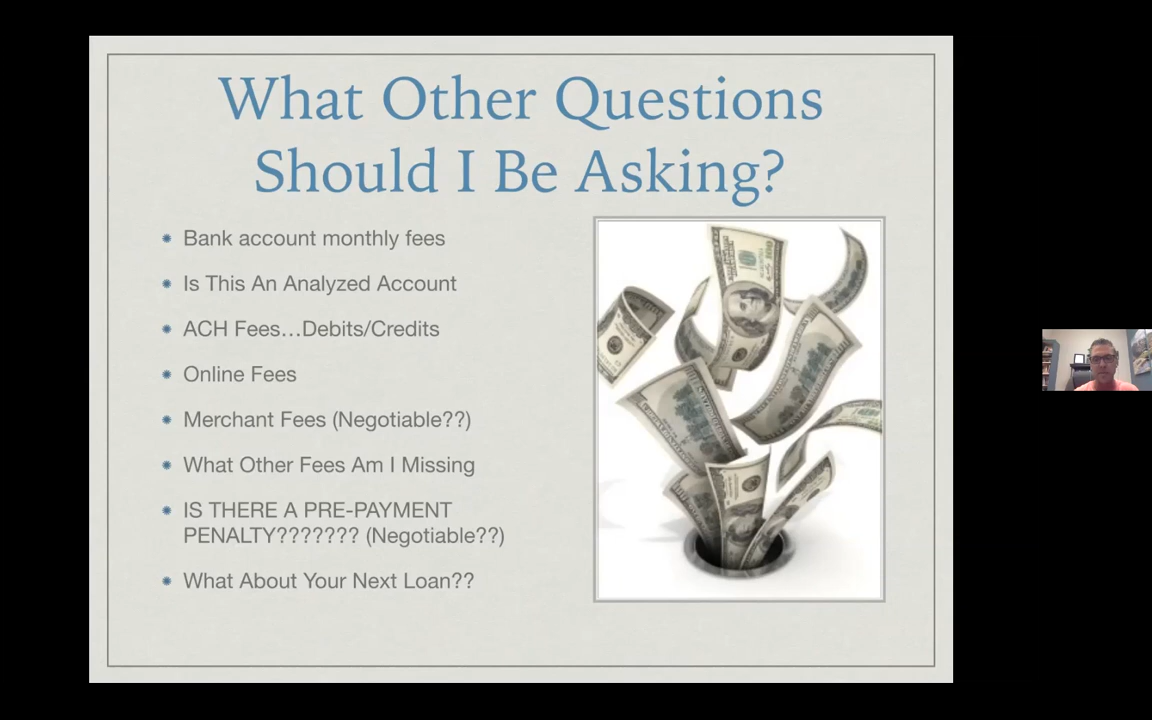 What Other Questions
Should I Be Asking?
Bank account monthly fees
Is This An Analyzed Account
ACH Fees…Debits/Credits
Online Fees
Merchant Fees (Negotiable??)
What Other Fees Am I Missing
IS THERE A PRE-PAYMENT
PENALTY??????? (Negotiable??)
What About Your Next Loan??